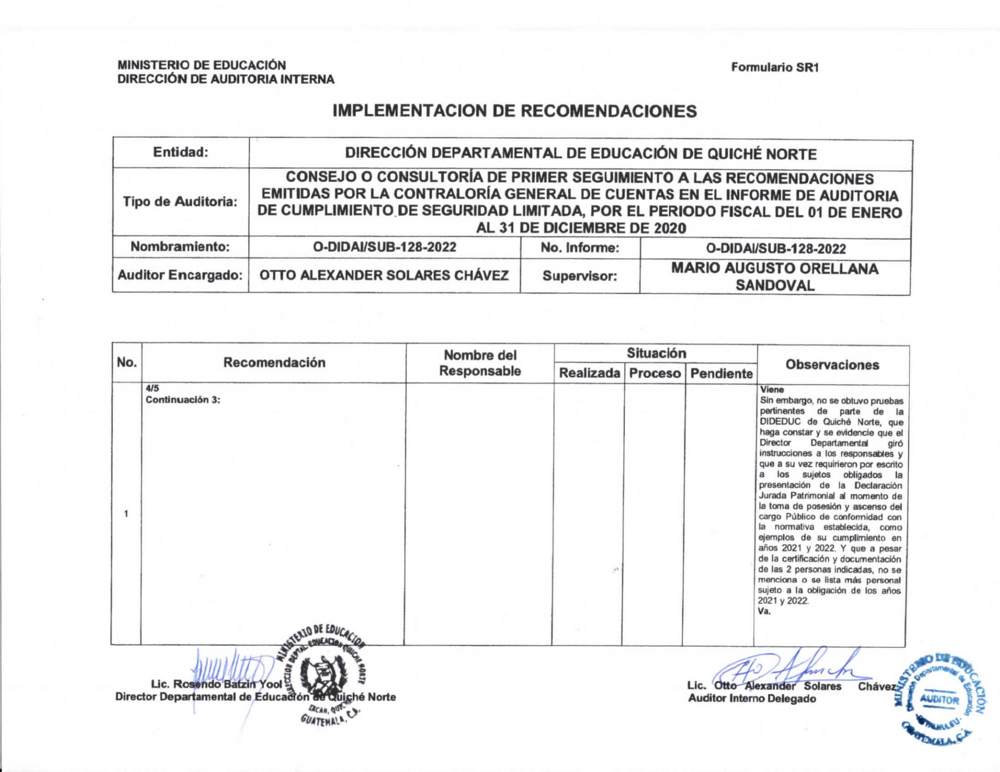 MINISTERIO DE EDUCACIÓN
DIRECCIÓN DE AUDITORIA INTERNA
Formulario SR1
IMPLEMENTACION DE RECOMENDACIONES
Entidad:
DIRECCIÓN DEPARTAMENTAL DE EDUCACIÓN DE QUICHÉ NORTE
Tipo de Auditoria:
CONSEJO O CONSULTORÍA DE PRIMER SEGUIMIENTO A LAS RECOMENDACIONES
EMITIDAS POR LA CONTRALORÍA GENERAL DE CUENTAS EN EL INFORME DE AUDITORIA
DE CUMPLIMIENTO DE SEGURIDAD LIMITADA, POR EL PERIODO FISCAL DEL 01 DE ENERO
AL 31 DE DICIEMBRE DE 2020
Nombramiento:
O-DIDAI/SUB-128-2022
No. Informe:
O-DIDAI/SUB-128-2022
Auditor Encargado:
OTTO ALEXANDER SOLARES CHÁVEZ
Supervisor:
MARIO AUGUSTO ORELLANA
SANDOVAL
No.
Recomendación
Nombre del
Responsable
Situación
Realizada
Proceso
Pendiente
Observaciones
1
4/5
Continuación 3:
Viene
Sin embargo, no se obtuvo pruebas
pertinentes de parte de la
DIDEDUC de Quiché Norte, que
haga constar y se evidencie que el
Director Departamental giró
instrucciones a los responsables y
que a su vez requirieron por escrito
a los sujetos obligados la
presentación de la Declaración
Jurada Patrimonial al momento de
la toma de posesión y ascenso del
cargo Público de conformidad con
la normativa establecida, como
ejemplos de su cumplimiento en
años 2021 y 2022. Y que a pesar
de la certificación y documentación
de las 2 personas indicadas, no se
menciona o se lista más personal
sujeto a la obligación de los años
2021 y 2022.
Va.
Lic. Rosendo Batzin Yool
Director Departamental de Educación de Quiché Norte
MINISTERIO DE EDUCACION
DIRECCION DEPTAL. EDUCACION QUICHE NORTE
IXCAN, QUICHE
GUATEMALA, C.A.
Lic. Otto Alexander Solares Chávez
Auditor Interno Delegado
MINISTERIO DE EDUCACIÓN
Dirección Departamental de Educación
AUDITOR
GUATEMALA, C.A.